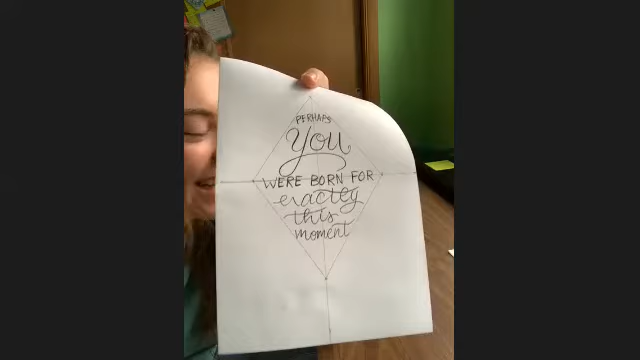 PERHAPS
You
WERE BORN FOR
exactly
this
moment